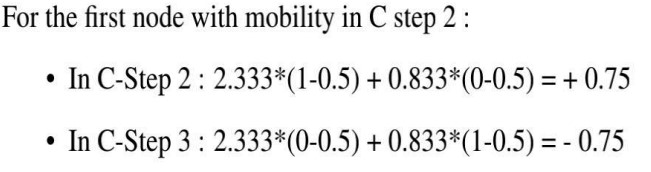 For the first node with mobility in C step 2 :
• In C-Step 2 : 2.333*(1-0.5) + 0.833*(0-0.5) = + 0.75
• In C-Step 3 : 2.333*(0-0.5) + 0.833*(1-0.5) = - 0.75